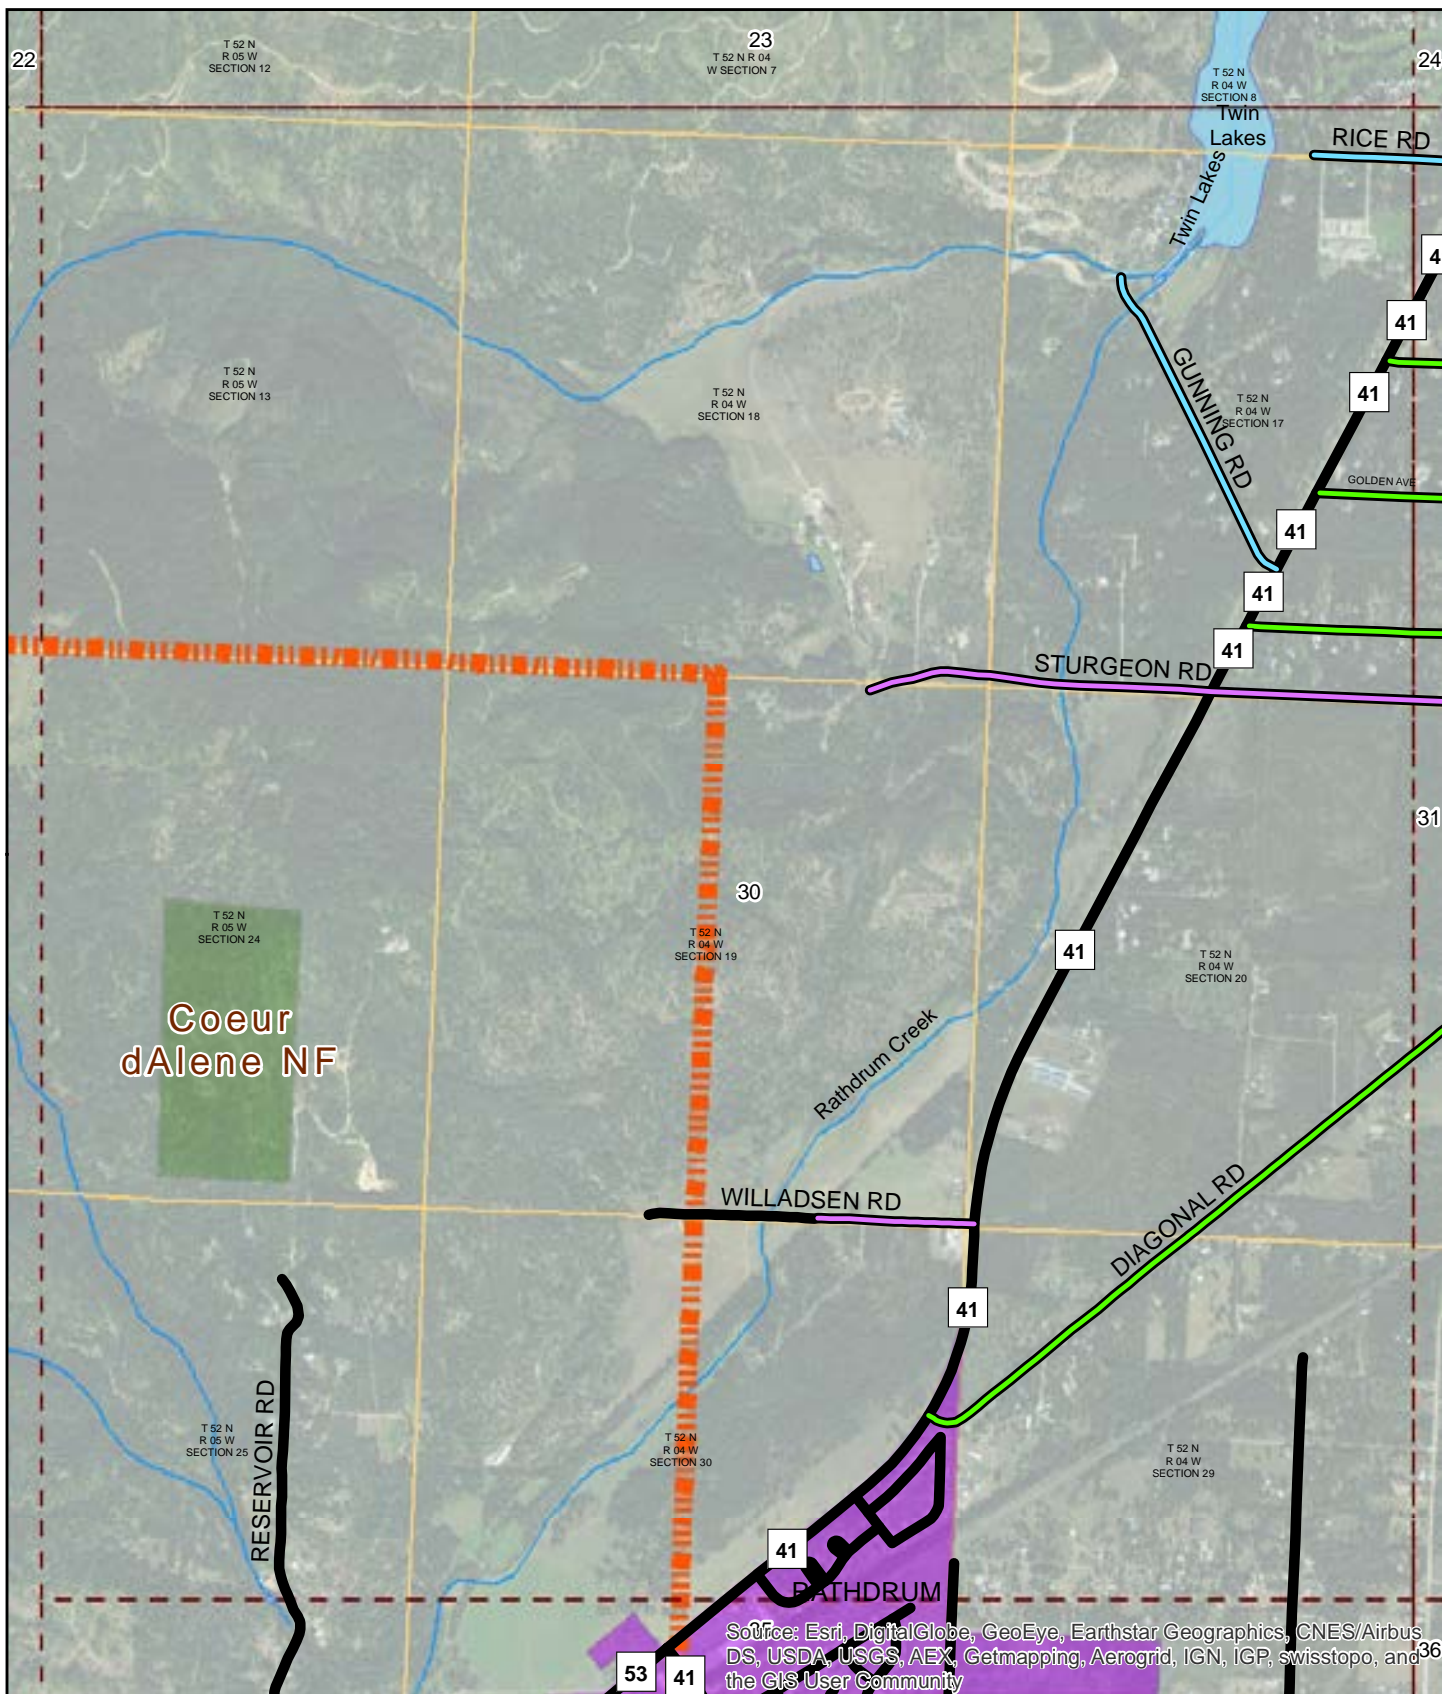 22
T 52 N
R 05 W
SECTION 12
23
T 52 N R 04
W SECTION 7
24
T 52 N
R 04 W
SECTION 8
Twin
Lakes
RICE RD
Twin Lakes
4
41
41
GUNNING RD
T 52 N
R 05 W
SECTION 13
T 52 N
R 04 W
SECTION 18
T 52 N
R 04 W
SECTION 17
GOLDEN AVE
41
41
41
STURGEON RD
31
30
T 52 N
R 05 W
SECTION 24
T 52 N
R 04 W
SECTION 19
41
T 52 N
R 04 W
SECTION 20
Coeur
dAlene NF
Rathdrum Creek
WILLADSEN RD
DIAGONAL RD
41
RESERVOIR RD
T 52 N
R 05 W
SECTION 25
T 52 N
R 04 W
SECTION 30
T 52 N
R 04 W
SECTION 29
41
RATHDRUM
35
Source: Esri, DigitalGlobe, GeoEye, Earthstar Geographics, CNES/Airbus
DS, USDA, USGS, AEX, Getmapping, Aerogrid, IGN, IGP, swisstopo, and
the GIS User Community
36
53
41